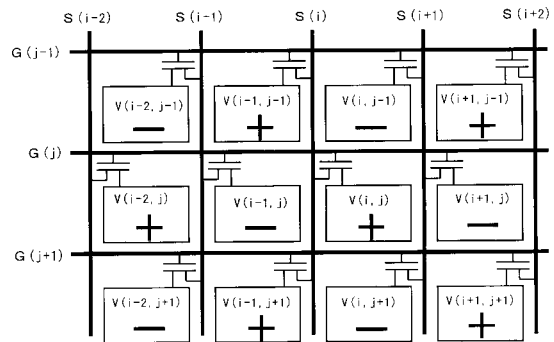 S(i-2) S(i-1) S(i) S(i+1) S(i+2)
G(j-1)
V(i-2, j-1) V(i-1, j-1) V(i, j-1) V(i+1, j-1)
− + − +
G(j)
V(i-2, j) V(i-1, j) V(i, j) V(i+1, j)
+ − + −
G(j+1)
V(i-2, j+1) V(i-1, j+1) V(i, j+1) V(i+1, j+1)
− + − +